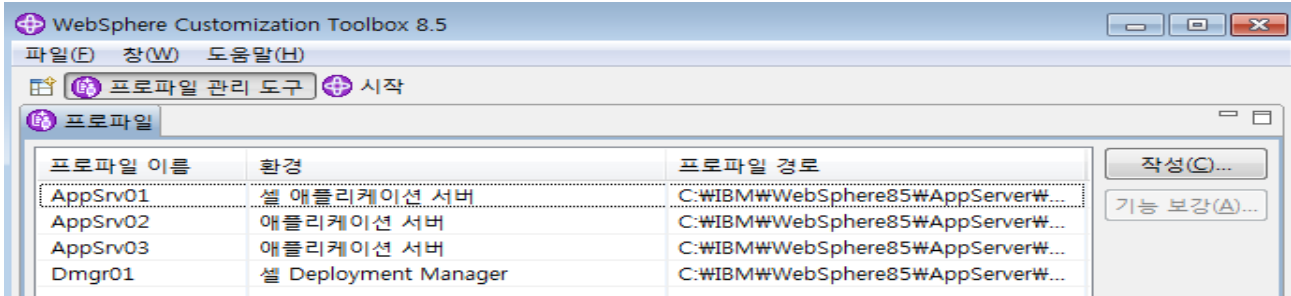 WebSphere Customization Toolbox 8.5
파일(F) 창(W) 도움말(H)
프로파일 관리 도구 시작
프로파일
프로파일 이름 환경 프로파일 경로 작성(C)...
AppSrv01 셀 애플리케이션 서버 C:₩IBM₩WebSphere85₩AppServer₩...
기능 보강(A)...
AppSrv02 애플리케이션 서버 C:₩IBM₩WebSphere85₩AppServer₩...
AppSrv03 애플리케이션 서버 C:₩IBM₩WebSphere85₩AppServer₩...
Dmgr01 셀 Deployment Manager C:₩IBM₩WebSphere85₩AppServer₩...